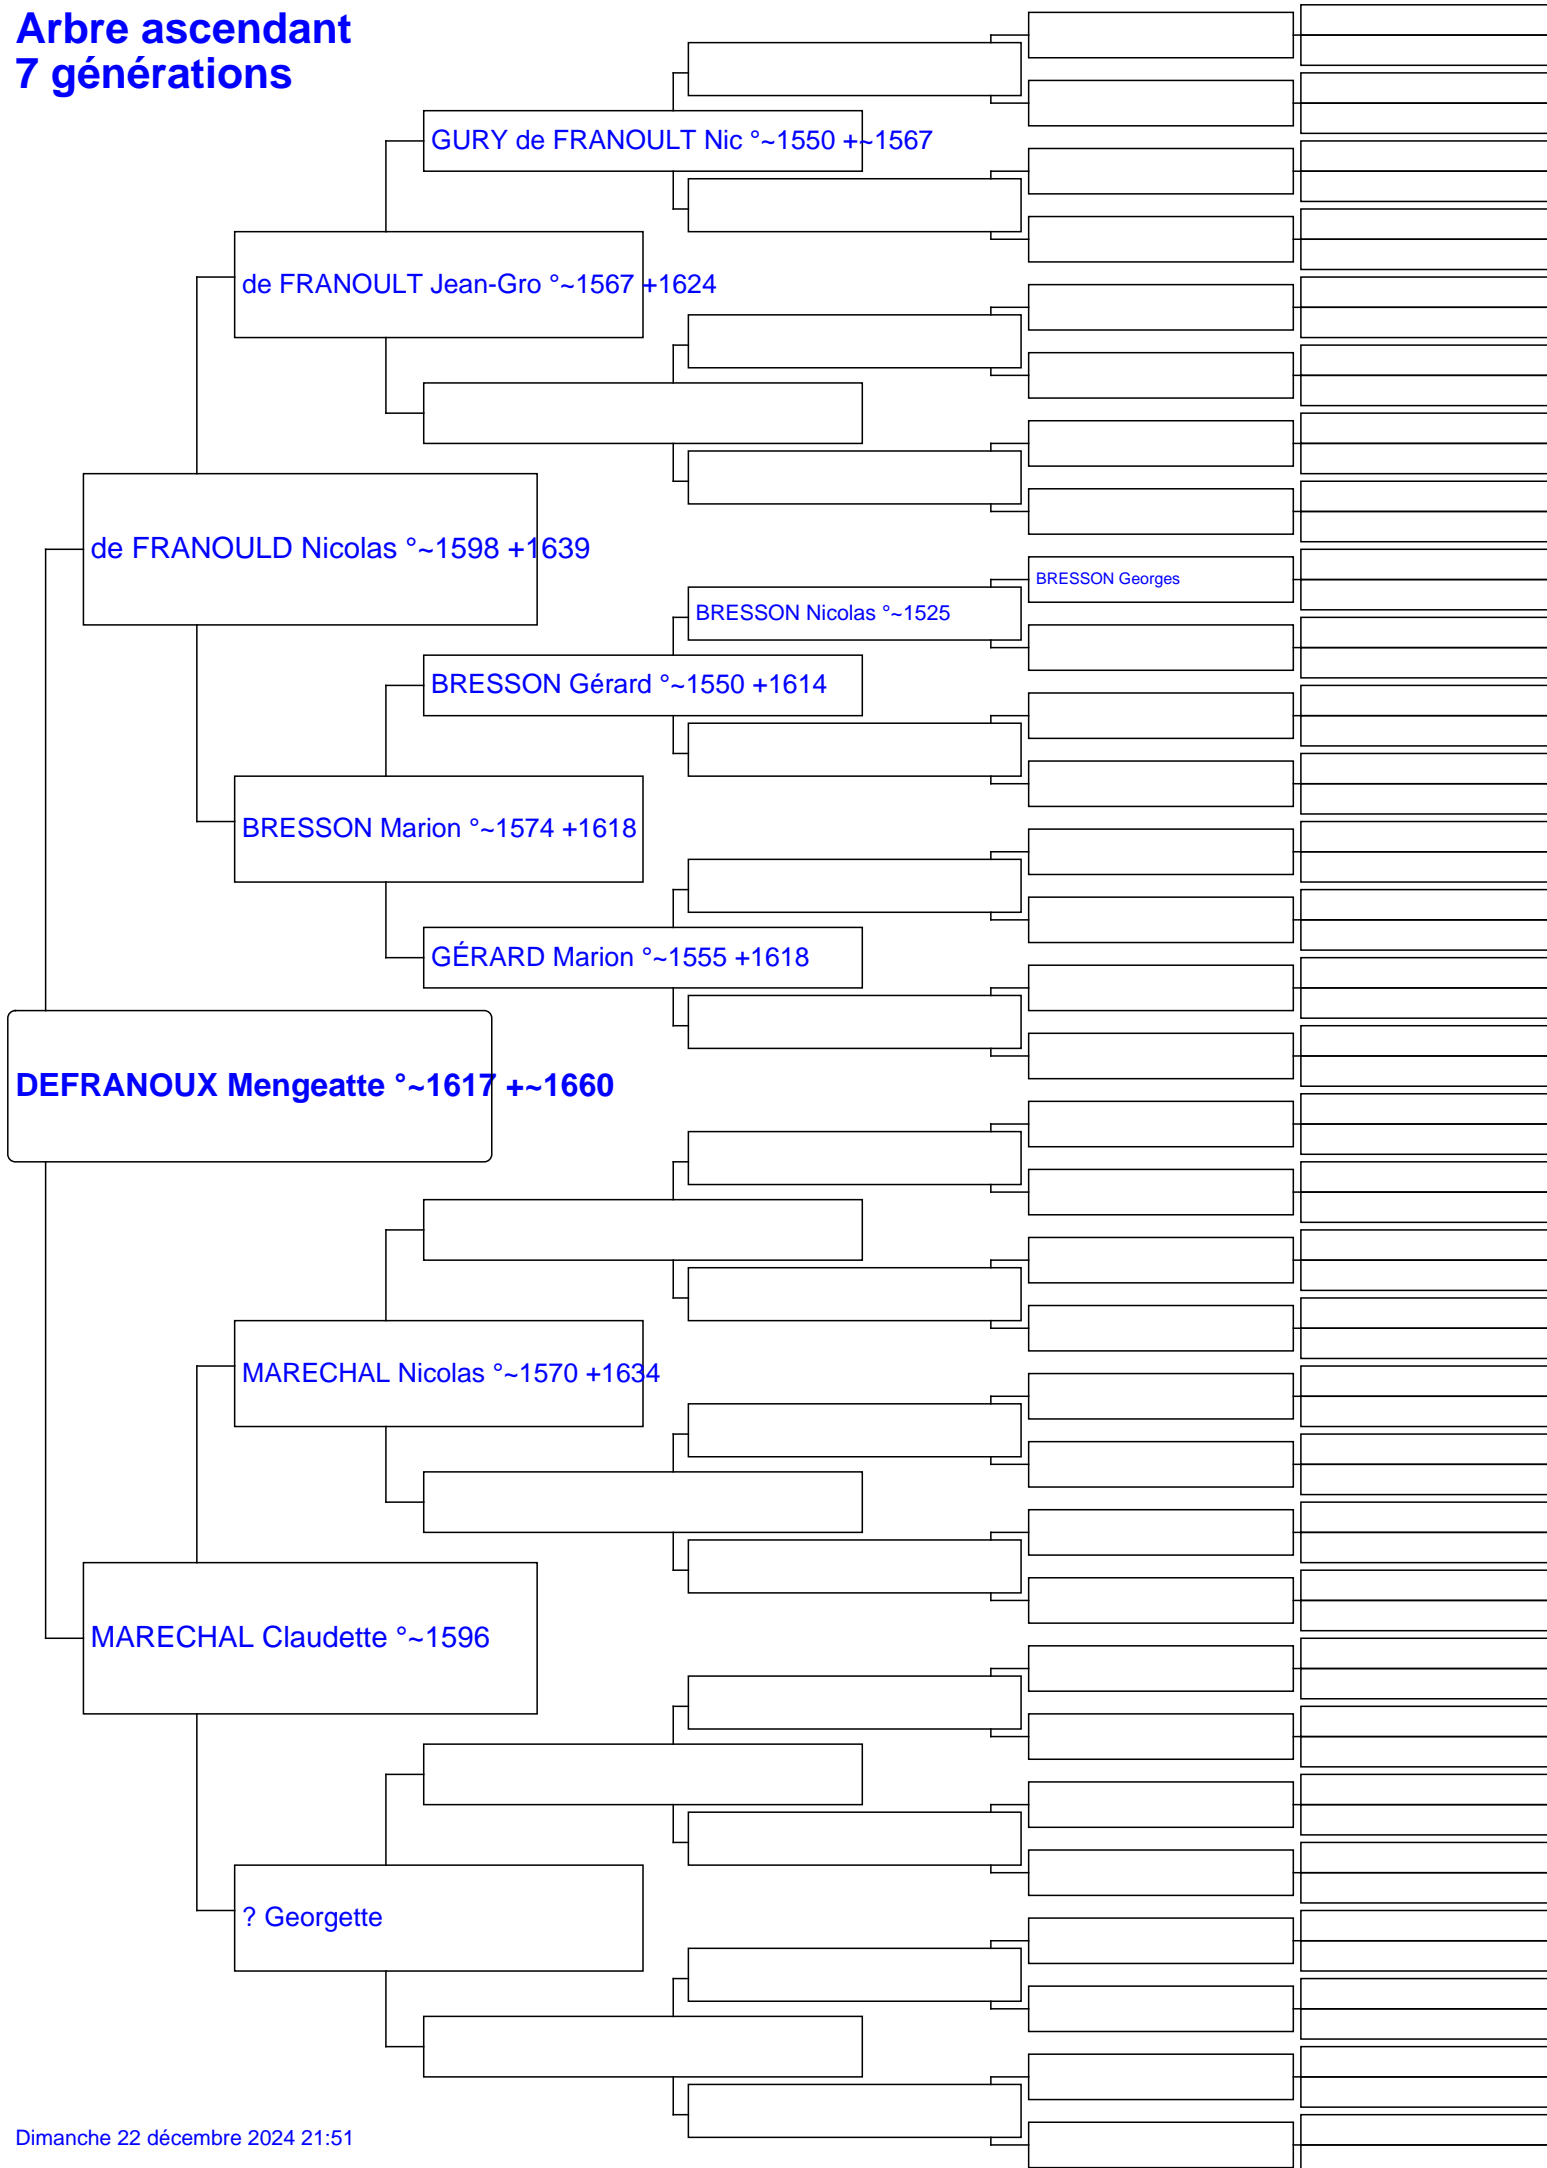 Arbre ascendant
7 générations
GURY de FRANOULT Nic °~1550 +~1567
de FRANOULT Jean-Gro °~1567 +1624
de FRANOULD Nicolas °~1598 +1639
BRESSON Georges
BRESSON Nicolas °~1525
BRESSON Gérard °~1550 +1614
BRESSON Marion °~1574 +1618
GÉRARD Marion °~1555 +1618
DEFRANOUX Mengeatte °~1617 +~1660
MARECHAL Nicolas °~1570 +1634
MARECHAL Claudette °~1596
? Georgette
Dimanche 22 décembre 2024 21:51